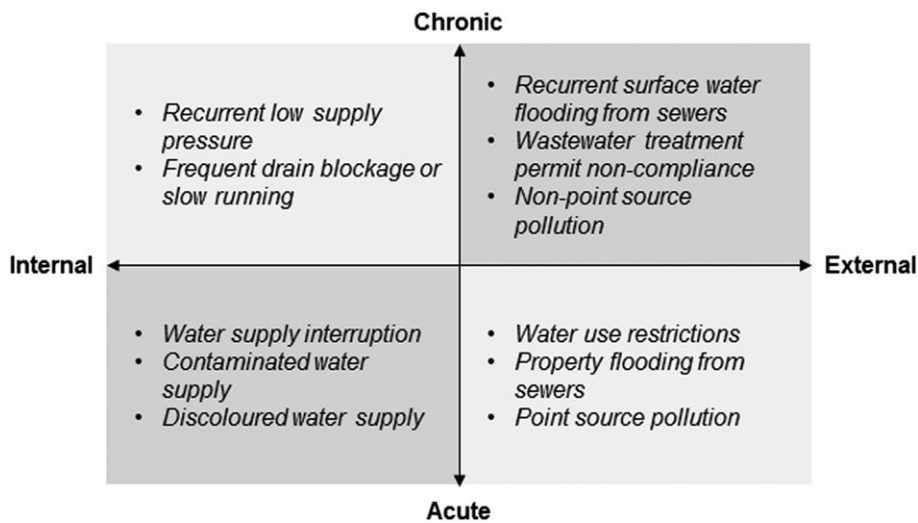 Chronic
• Recurrent low supply
pressure
• Frequent drain blockage or
slow running
• Recurrent surface water
flooding from sewers
• Wastewater treatment
permit non-compliance
• Non-point source
pollution
Internal
External
• Water supply interruption
• Contaminated water
supply
• Discoloured water supply
• Water use restrictions
• Property flooding from
sewers
• Point source pollution
Acute